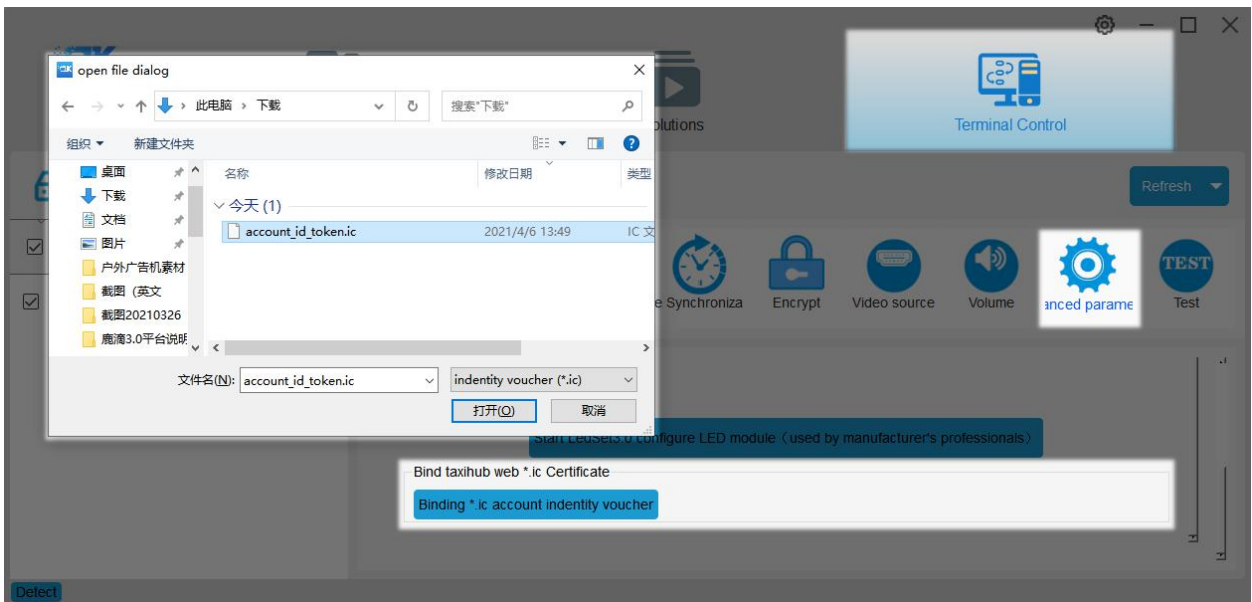 open file dialog
此电脑 › 下载
搜索"下载"
组织
新建文件夹
桌面
下载
文档
图片
户外广告机素材
截图 (英文
截图20210326
鹿滴3.0平台说明
名称
修改日期
类型
今天 (1)
account_id_token.ic
2021/4/6 13:49
IC 文
文件名(N):
account_id_token.ic
indentity voucher (*.ic)
打开(O)
取消
olutions
Terminal Control
Refresh
e Synchroniza
Encrypt
Video source
Volume
anced parame
TEST
Test
Start LedSet3.0 configure LED module（used by manufacturer's professionals）
Bind taxihub web *.ic Certificate
Binding *.ic account indentity voucher
Detect